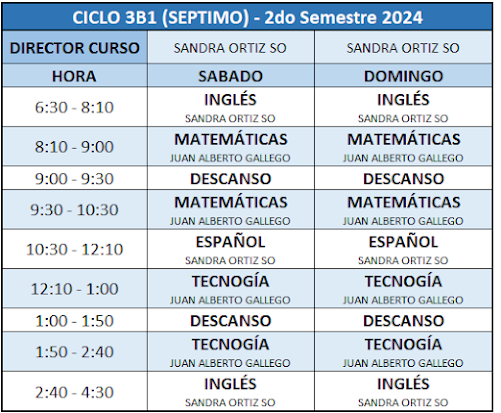 CICLO 3B1 (SEPTIMO) - 2do Semestre 2024
DIRECTOR CURSO SANDRA ORTIZ SO SANDRA ORTIZ SO
HORA SABADO DOMINGO
6:30 - 8:10 INGLÉS INGLÉS
SANDRA ORTIZ SO SANDRA ORTIZ SO
8:10 - 9:00 MATEMÁTICAS MATEMÁTICAS
JUAN ALBERTO GALLEGO JUAN ALBERTO GALLEGO
9:00 - 9:30 DESCANSO DESCANSO
9:30 - 10:30 MATEMÁTICAS MATEMÁTICAS
JUAN ALBERTO GALLEGO JUAN ALBERTO GALLEGO
10:30 - 12:10 ESPAÑOL ESPAÑOL
SANDRA ORTIZ SO SANDRA ORTIZ SO
12:10 - 1:00 TECNOGÍA TECNOGÍA
JUAN ALBERTO GALLEGO JUAN ALBERTO GALLEGO
1:00 - 1:50 DESCANSO DESCANSO
1:50 - 2:40 TECNOGÍA TECNOGÍA
JUAN ALBERTO GALLEGO JUAN ALBERTO GALLEGO
2:40 - 4:30 INGLÉS INGLÉS
SANDRA ORTIZ SO SANDRA ORTIZ SO